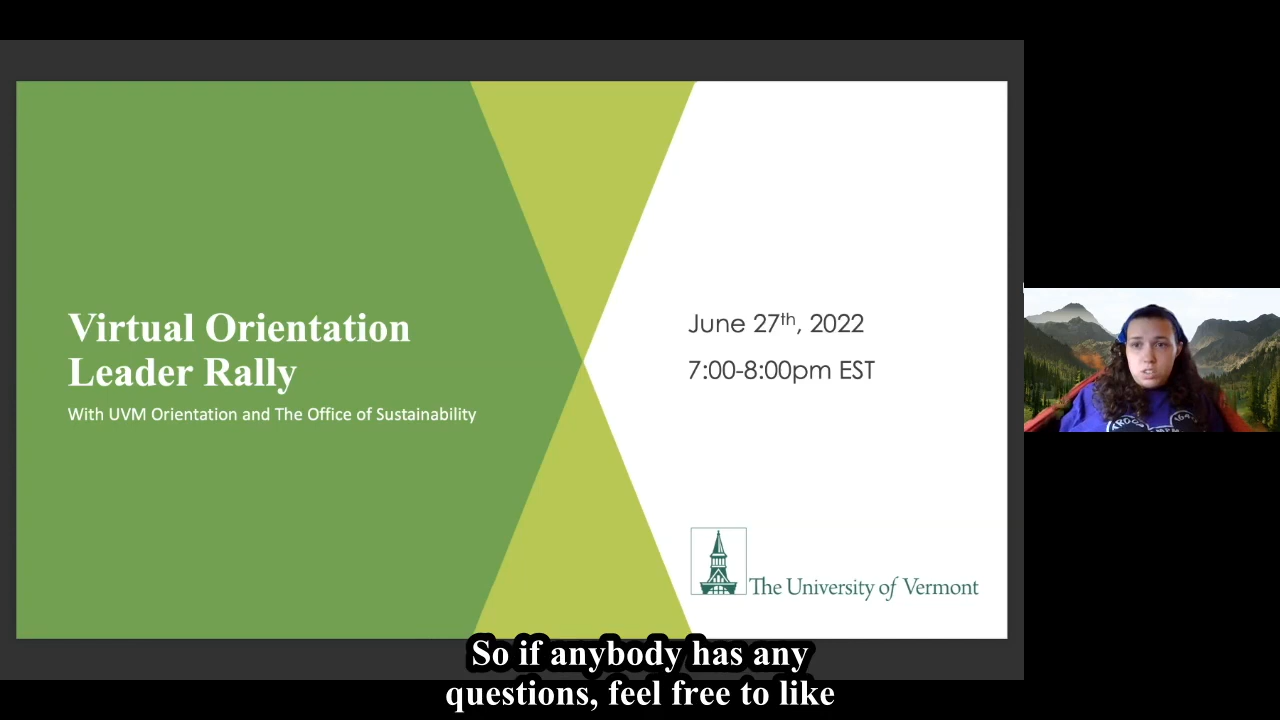 Virtual Orientation
Leader Rally
With UVM Orientation and The Office of Sustainability
June 27th, 2022
7:00-8:00pm EST
The University of Vermont
So if anybody has any
questions, feel free to like